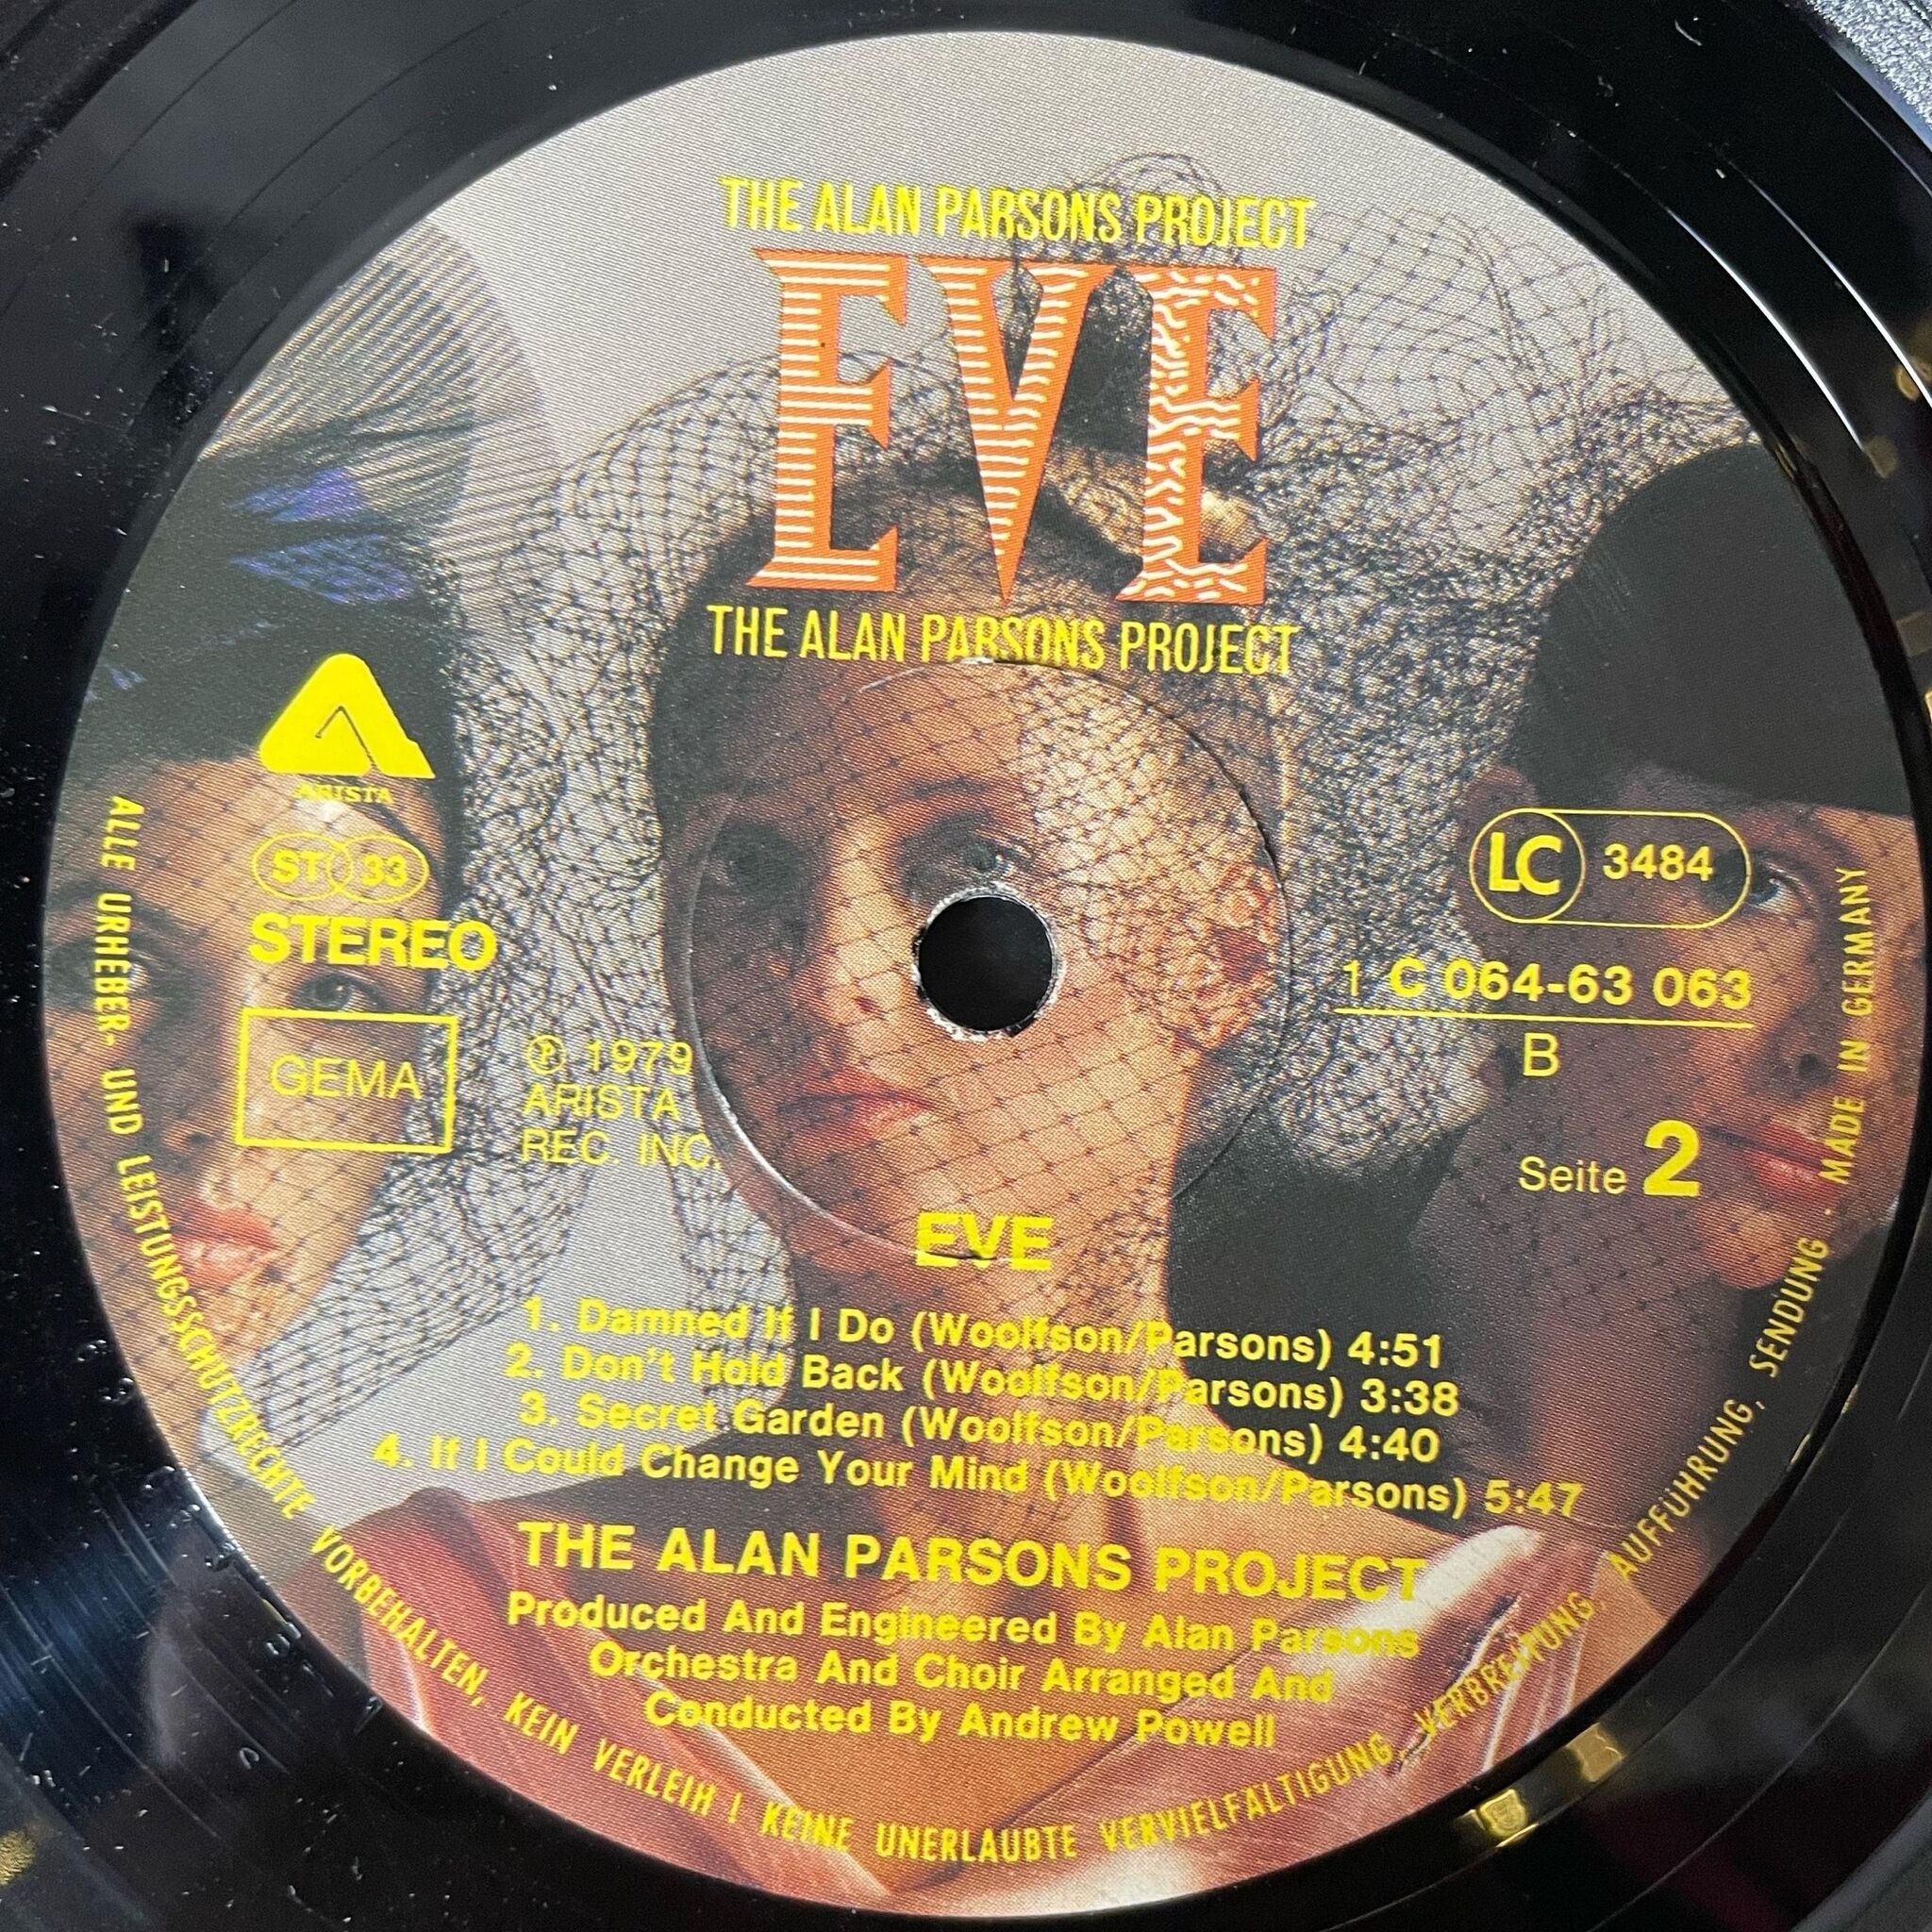 THE ALAN PARSONS PROJECT
EVE
THE ALAN PARSONS PROJECT
ARISTA
ST 33
STEREO
GEMA
℗ 1979
ARISTA
REC. INC.
LC 3484
1 C 064-63 063
B
Seite 2
EVE
1. Damned If I Do (Woolfson/Parsons) 4:51
2. Don't Hold Back (Woolfson/Parsons) 3:38
3. Secret Garden (Woolfson/Parsons) 4:40
4. If I Could Change Your Mind (Woolfson/Parsons) 5:47
THE ALAN PARSONS PROJECT
Produced And Engineered By Alan Parsons
Orchestra And Choir Arranged And
Conducted By Andrew Powell
ALLE URHEBER- UND LEISTUNGSSCHUTZRECHTE VORBEHALTEN, KEIN VERLEIH ! KEINE UNERLAUBTE VERVIELFÄLTIGUNG, VERBREITUNG, AUFFÜHRUNG, SENDUNG · MADE IN GERMANY